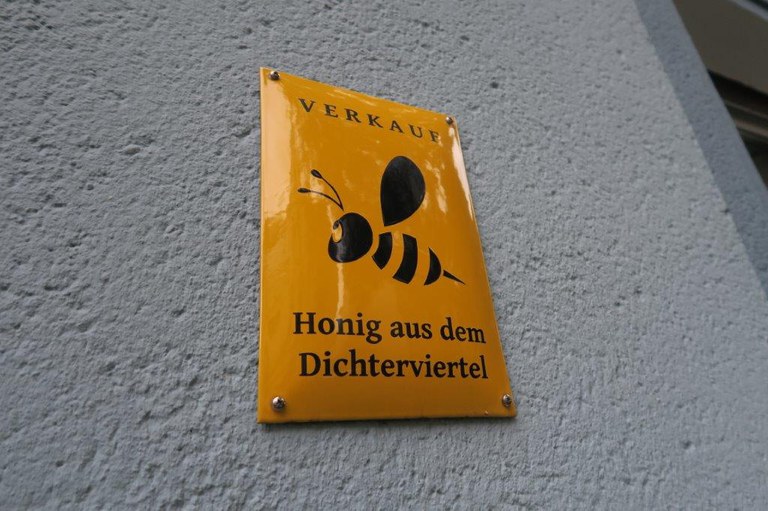 VERKAUF
Honig aus dem
Dichterviertel